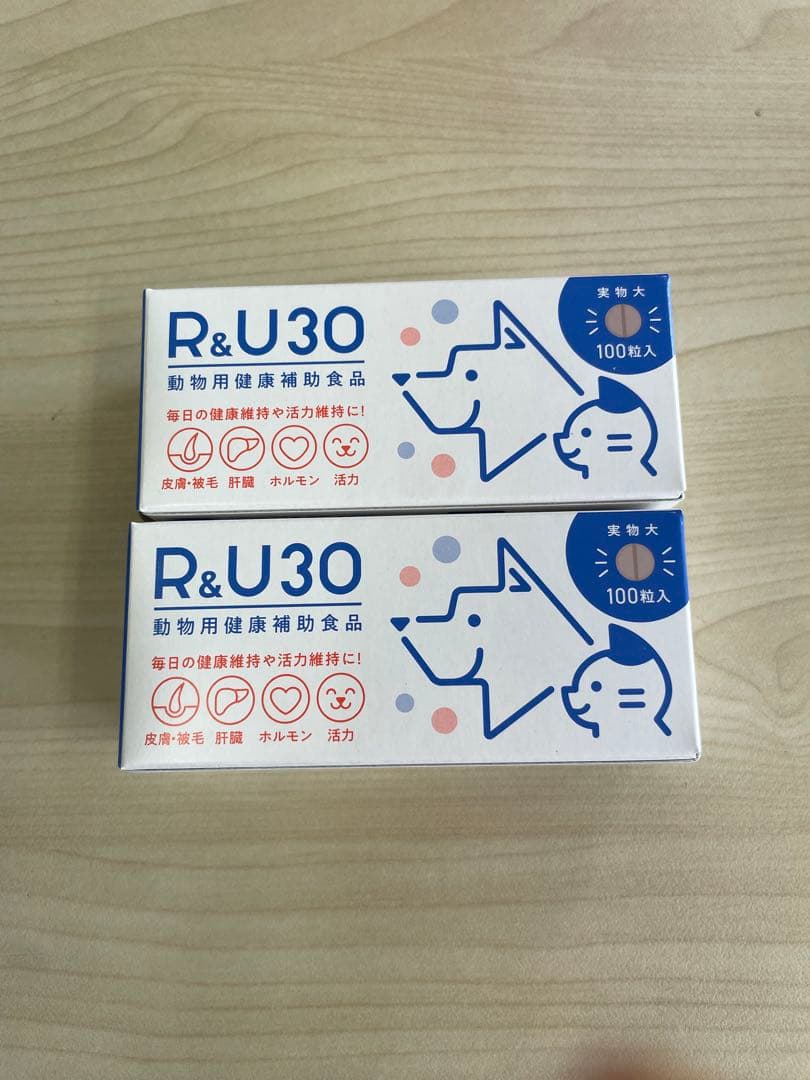 R&U30
動物用健康補助食品
毎日の健康維持や活力維持に!
皮膚・被毛 肝臓 ホルモン 活力
実物大
100粒入
R&U30
動物用健康補助食品
毎日の健康維持や活力維持に!
皮膚・被毛 肝臓 ホルモン 活力
実物大
100粒入